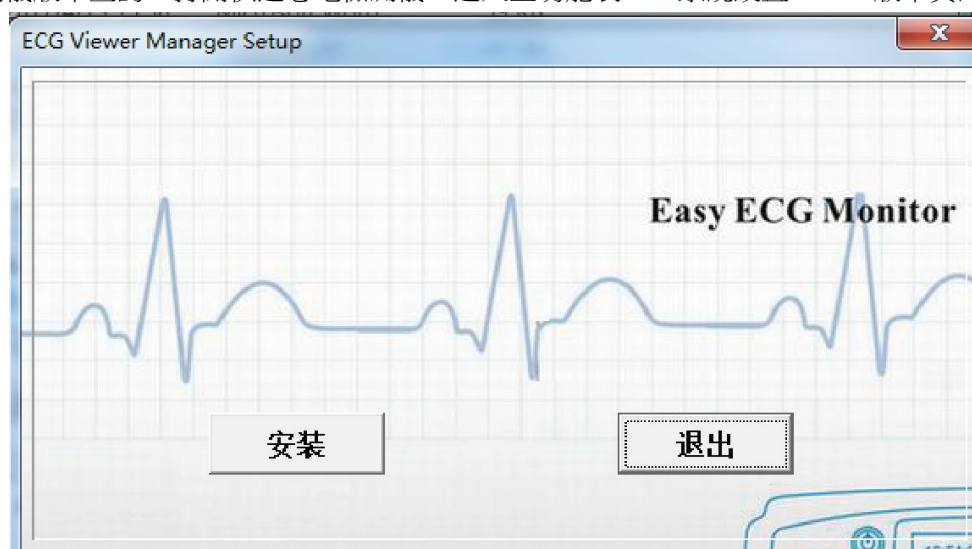 ECG Viewer Manager Setup
Easy ECG Monitor
安装
退出